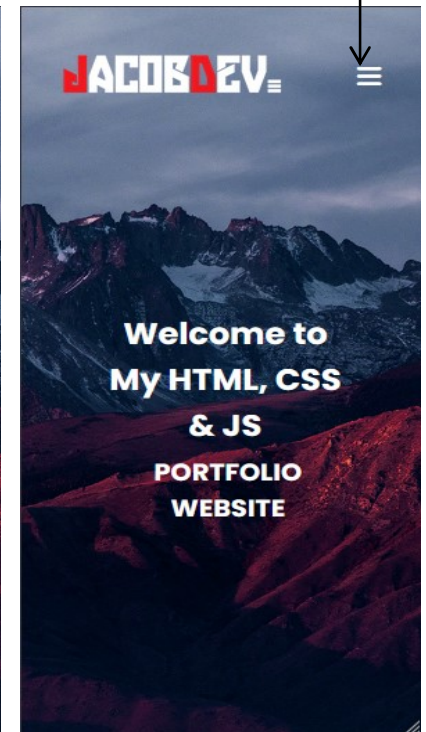 JACOBDEV
Welcome to
My HTML, CSS
& JS
PORTFOLIO
WEBSITE